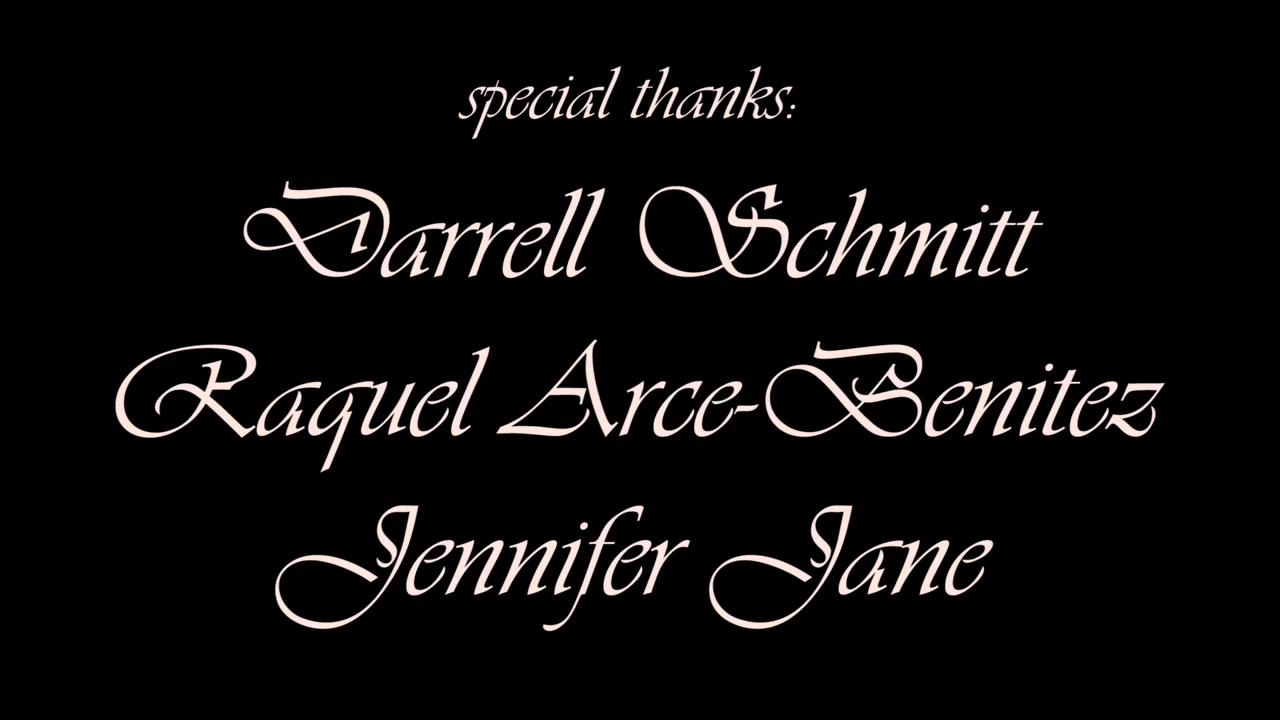 special thanks:
Darrell Schmitt
Raquel Arce-Benitez
Jennifer Jane